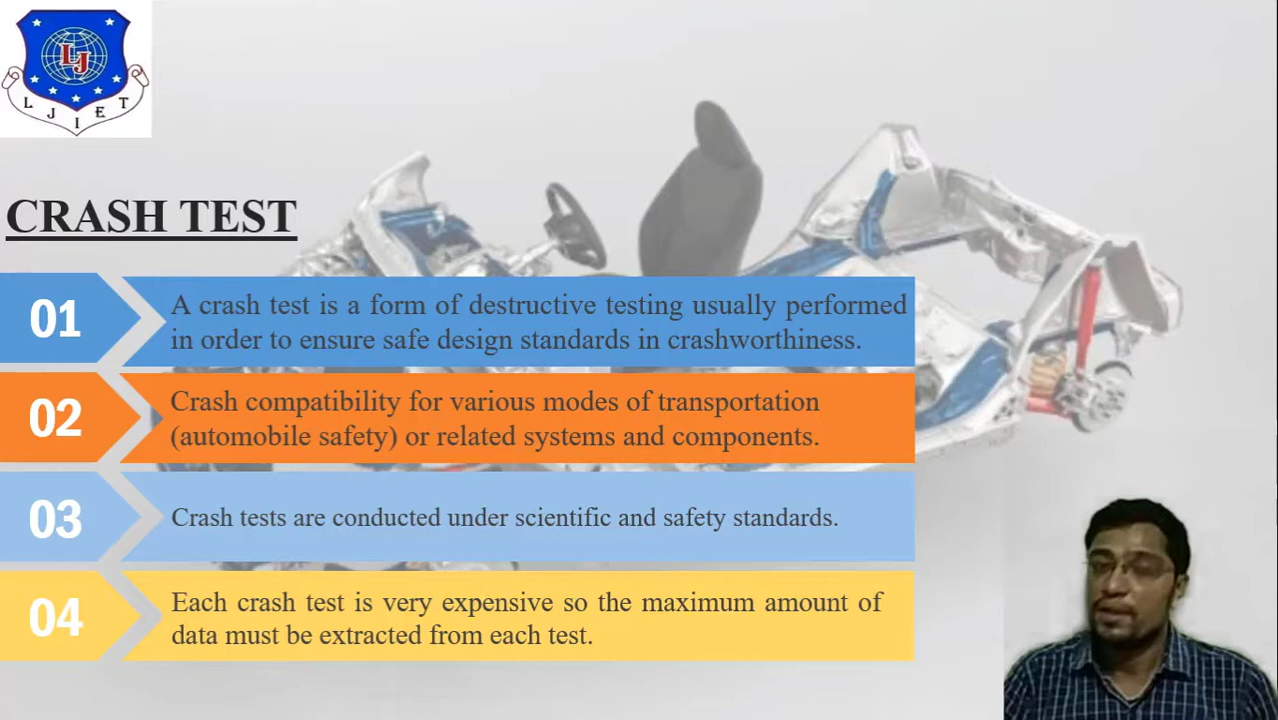 LJ
LJIET
CRASH TEST
01
A crash test is a form of destructive testing usually performed
in order to ensure safe design standards in crashworthiness.
02
Crash compatibility for various modes of transportation
(automobile safety) or related systems and components.
03
Crash tests are conducted under scientific and safety standards.
04
Each crash test is very expensive so the maximum amount of
data must be extracted from each test.